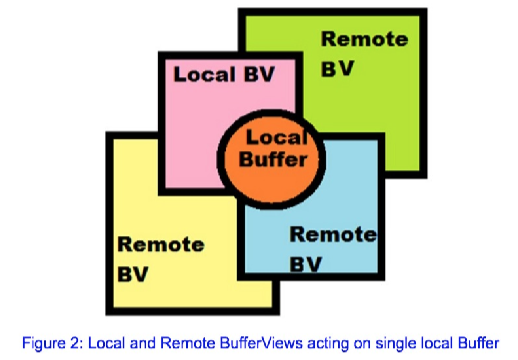 Remote
BV
Local BV
Local
Buffer
Remote
BV
Remote
BV
Figure 2: Local and Remote BufferViews acting on single local Buffer